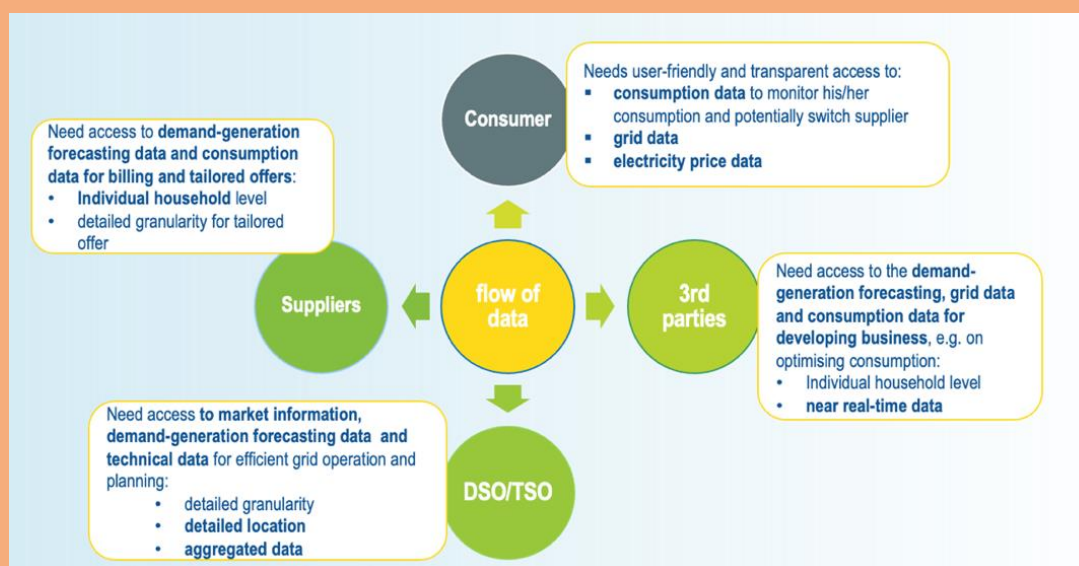 Consumer
Needs user-friendly and transparent access to:
▪ consumption data to monitor his/her
consumption and potentially switch supplier
▪ grid data
▪ electricity price data
Need access to demand-generation
forecasting data and consumption
data for billing and tailored offers:
• Individual household level
• detailed granularity for tailored
offer
Suppliers
flow of
data
3rd
parties
Need access to the demand-
generation forecasting, grid data
and consumption data for
developing business, e.g. on
optimising consumption:
• Individual household level
• near real-time data
Need access to market information,
demand-generation forecasting data and
technical data for efficient grid operation and
planning:
• detailed granularity
• detailed location
• aggregated data
DSO/TSO